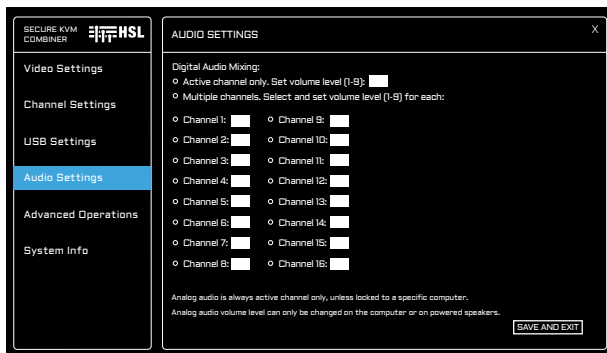 SECURE KVM
COMBINER
HSL
Video Settings
Channel Settings
USB Settings
Audio Settings
Advanced Operations
System Info
AUDIO SETTINGS
X
Digital Audio Mixing:
Active channel only. Set volume level (1-9):
Multiple channels. Select and set volume level (1-9) for each:
Channel 1:
Channel 2:
Channel 3:
Channel 4:
Channel 5:
Channel 6:
Channel 7:
Channel 8:
Channel 9:
Channel 10:
Channel 11:
Channel 12:
Channel 13:
Channel 14:
Channel 15:
Channel 16:
Analog audio is always active channel only, unless locked to a specific computer.
Analog audio volume level can only be changed on the computer or on powered speakers.
SAVE AND EXIT